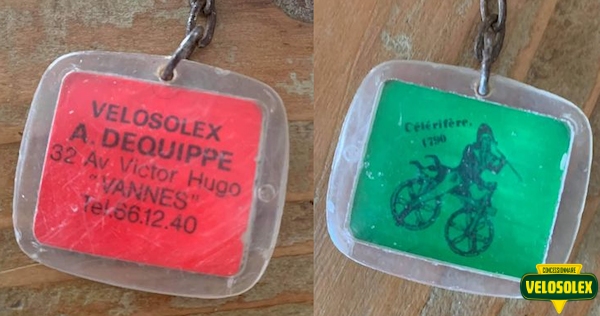 VELOSOLEX
A. DEQUIPPE
32 Av. Victor Hugo
"VANNES"
Tel.66.12.40
Célérifère.
1790
CONCESSIONNAIRE
VELOSOLEX